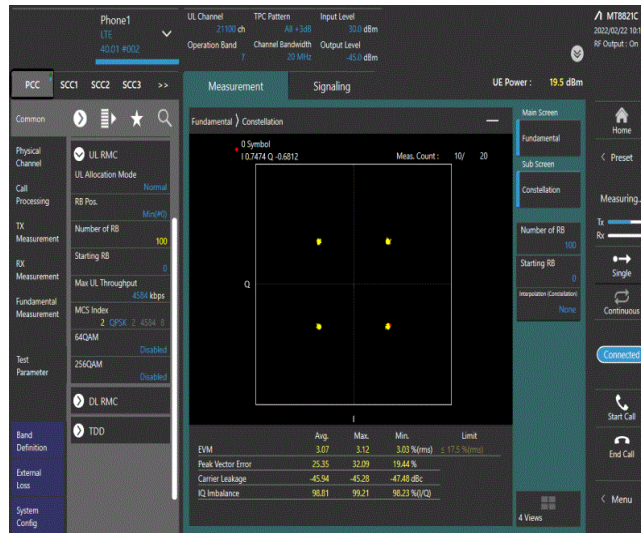 Phone1
LTE
40.01 #002
UL Channel
21100 ch
TPC Pattern
All +3dB
Input Level
30.0 dBm
Operation Band
7
Channel Bandwidth
20 MHz
Output Level
-45.0 dBm
MT8821C
2022/02/22 10:1
RF Output : On
PCC
SCC1
SCC2
SCC3
>>
Measurement
Signaling
UE Power : 19.5 dBm
Common
Physical
Channel
Call
Processing
TX
Measurement
RX
Measurement
Fundamental
Measurement
Test
Parameter
Band
Definition
External
Loss
System
Config
UL RMC
UL Allocation Mode
Normal
RB Pos.
Min(#0)
Number of RB
100
Starting RB
0
Max UL Throughput
4584 kbps
MCS Index
2 QPSK 2 4584 8
64QAM
Disabled
256QAM
Disabled
DL RMC
TDD
Fundamental 〉 Constellation
0 Symbol
I 0.7474 Q -0.6812
Meas. Count : 10/ 20
Q
I
Avg. Max. Min. Limit
EVM 3.07 3.12 3.03 %(rms) ≤ 17.5 %(rms)
Peak Vector Error 25.35 32.09 19.44 %
Carrier Leakage -45.94 -45.28 -47.48 dBc
IQ Imbalance 98.81 99.21 98.23 %(I/Q)
Main Screen
Fundamental
Sub Screen
Constellation
Number of RB
100
Starting RB
0
Interpolation (Constellation)
None
4 Views
Home
< Preset
Measuring..
Tx
Rx
Single
Continuous
Connected
Start Call
End Call
< Menu